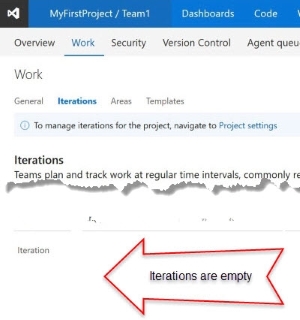 MyFirstProject / Team1 Dashboards Code
Overview Work Security Version Control Agent queu
Work
General Iterations Areas Templates
To manage iterations for the project, navigate to Project settings
Iterations
Teams plan and track work at regular time intervals, commonly re
Iteration
Iterations are empty